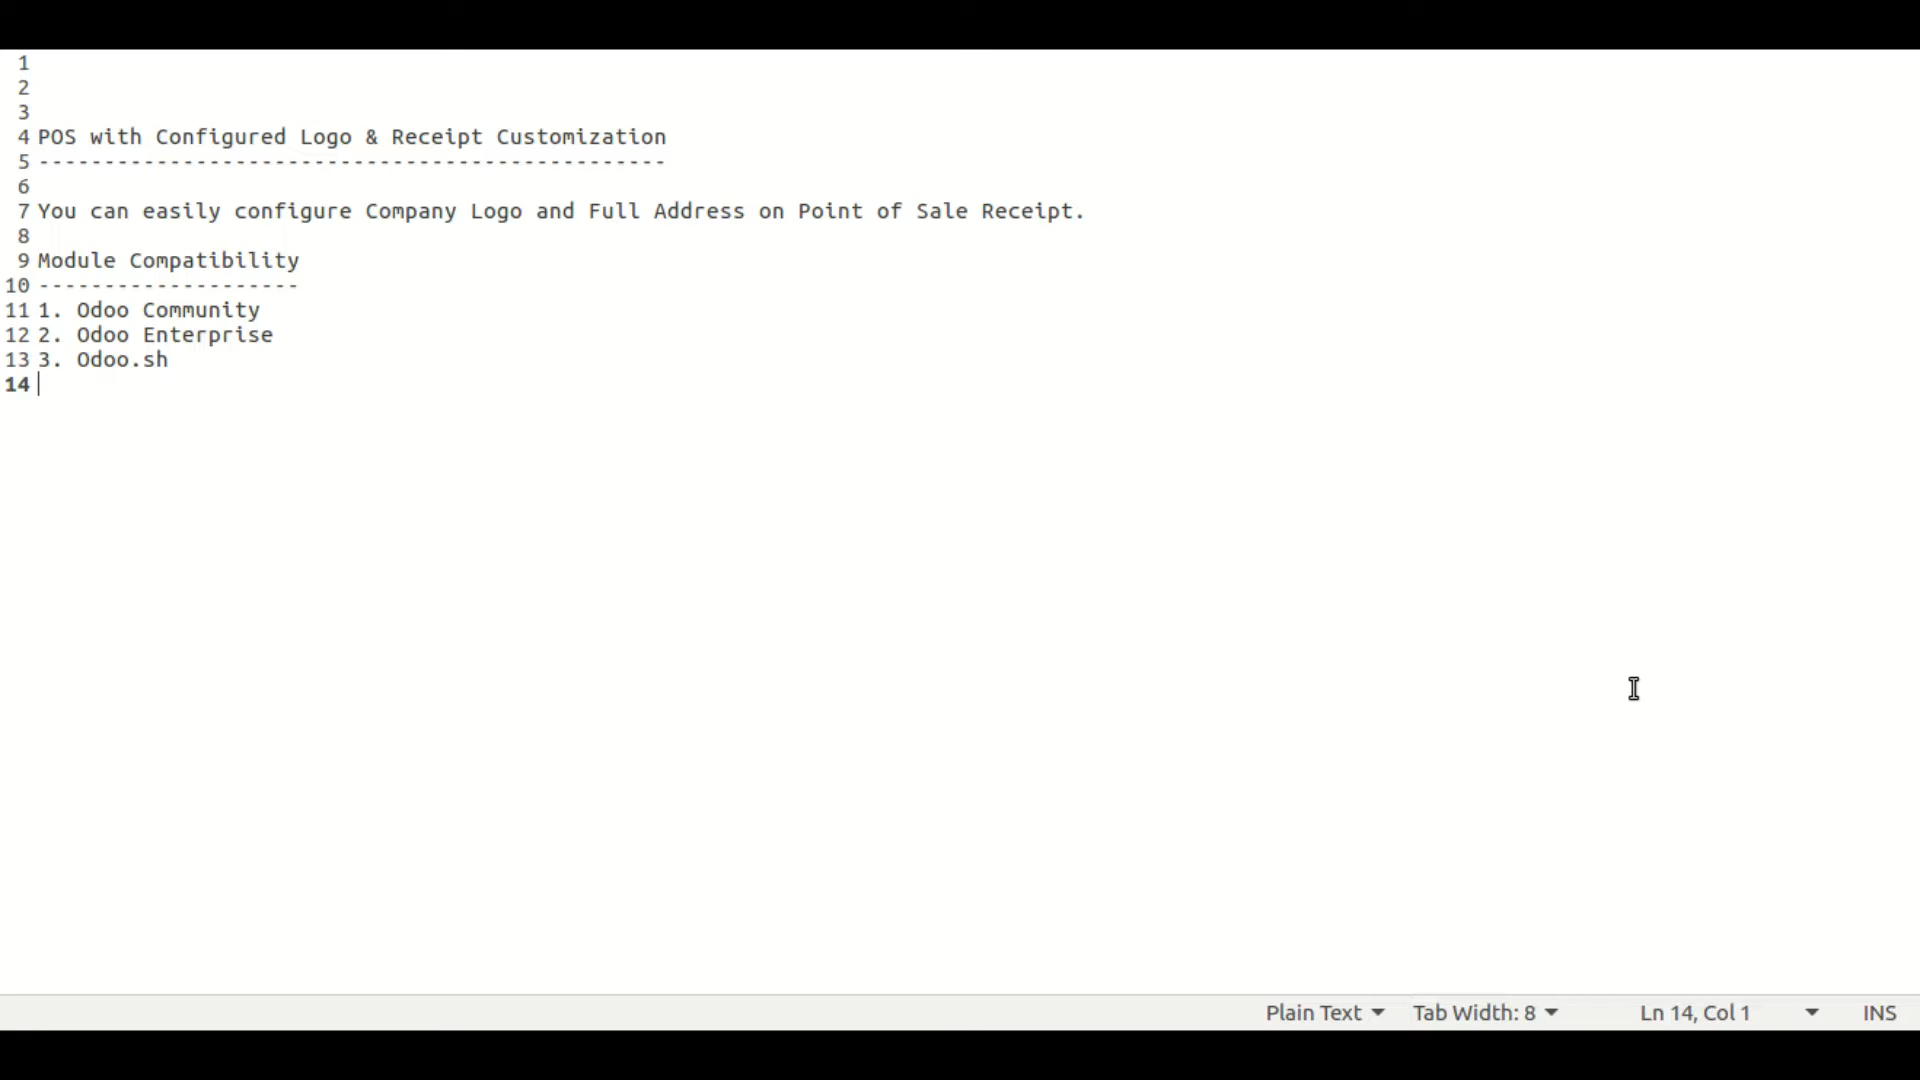 1
2
3
4 POS with Configured Logo & Receipt Customization
5 ------------------------------------------------
6
7 You can easily configure Company Logo and Full Address on Point of Sale Receipt.
8
9 Module Compatibility
10 --------------------
11 1. Odoo Community
12 2. Odoo Enterprise
13 3. Odoo.sh
14
Plain Text Tab Width: 8 Ln 14, Col 1 INS